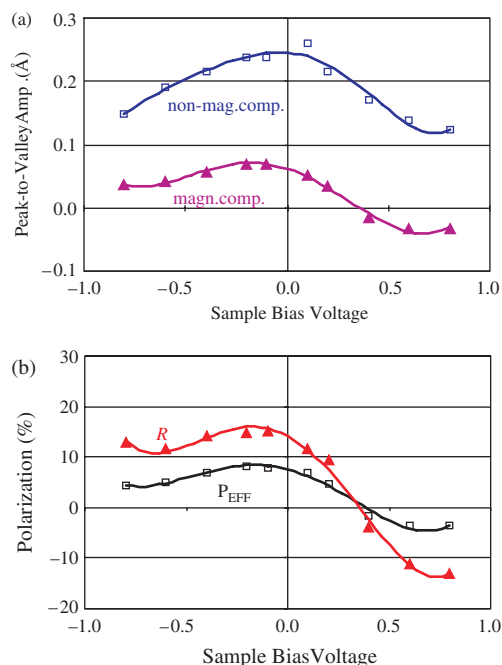 (a)
0.3
0.2
0.1
0.0
−0.1
Peak-to-ValleyAmp .(Å)
non-mag.comp.
magn.comp.
−1.0 −0.5 0.0 0.5 1.0
Sample Bias Voltage
(b)
30
20
10
0
−10
−20
Polarization (%)
R
PEFF
−1.0 −0.5 0.0 0.5 1.0
Sample BiasVoltage